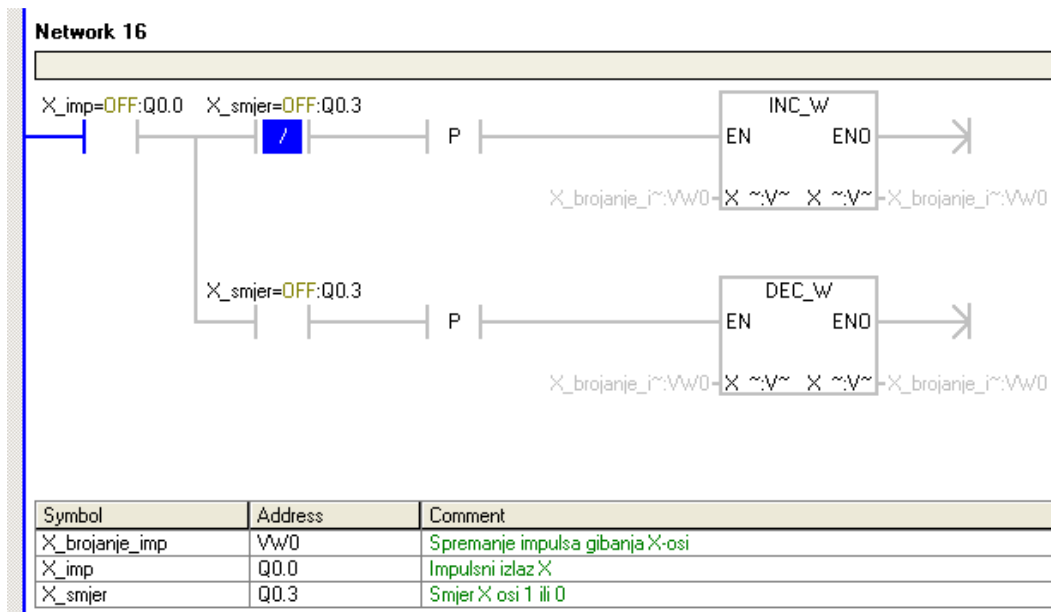 Network 16
X_imp=OFF:Q0.0 X_smjer=OFF:Q0.3
/ P
INC_W
EN ENO
X_brojanje_i~:VW0 X ~:V~ X ~:V~ X_brojanje_i~:VW0
X_smjer=OFF:Q0.3
P
DEC_W
EN ENO
X_brojanje_i~:VW0 X ~:V~ X ~:V~ X_brojanje_i~:VW0
Symbol Address Comment
X_brojanje_imp VW0 Spremanje impulsa gibanja X-osi
X_imp Q0.0 Impulsni izlaz X
X_smjer Q0.3 Smjer X osi 1 ili 0